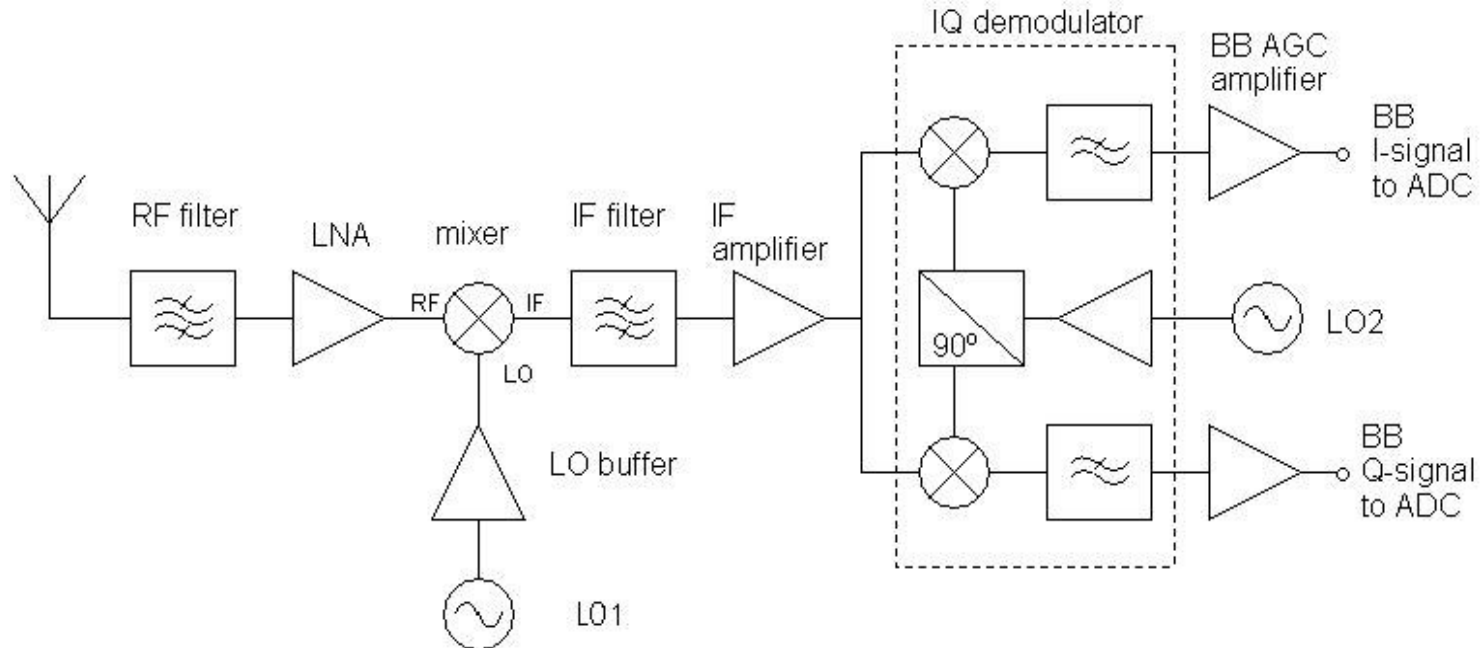 IQ demodulator
BB AGC
amplifier
BB
I-signal
to ADC
RF filter
LNA
mixer
IF filter
IF
amplifier
RF
IF
LO
90º
LO2
LO buffer
BB
Q-signal
to ADC
LO1